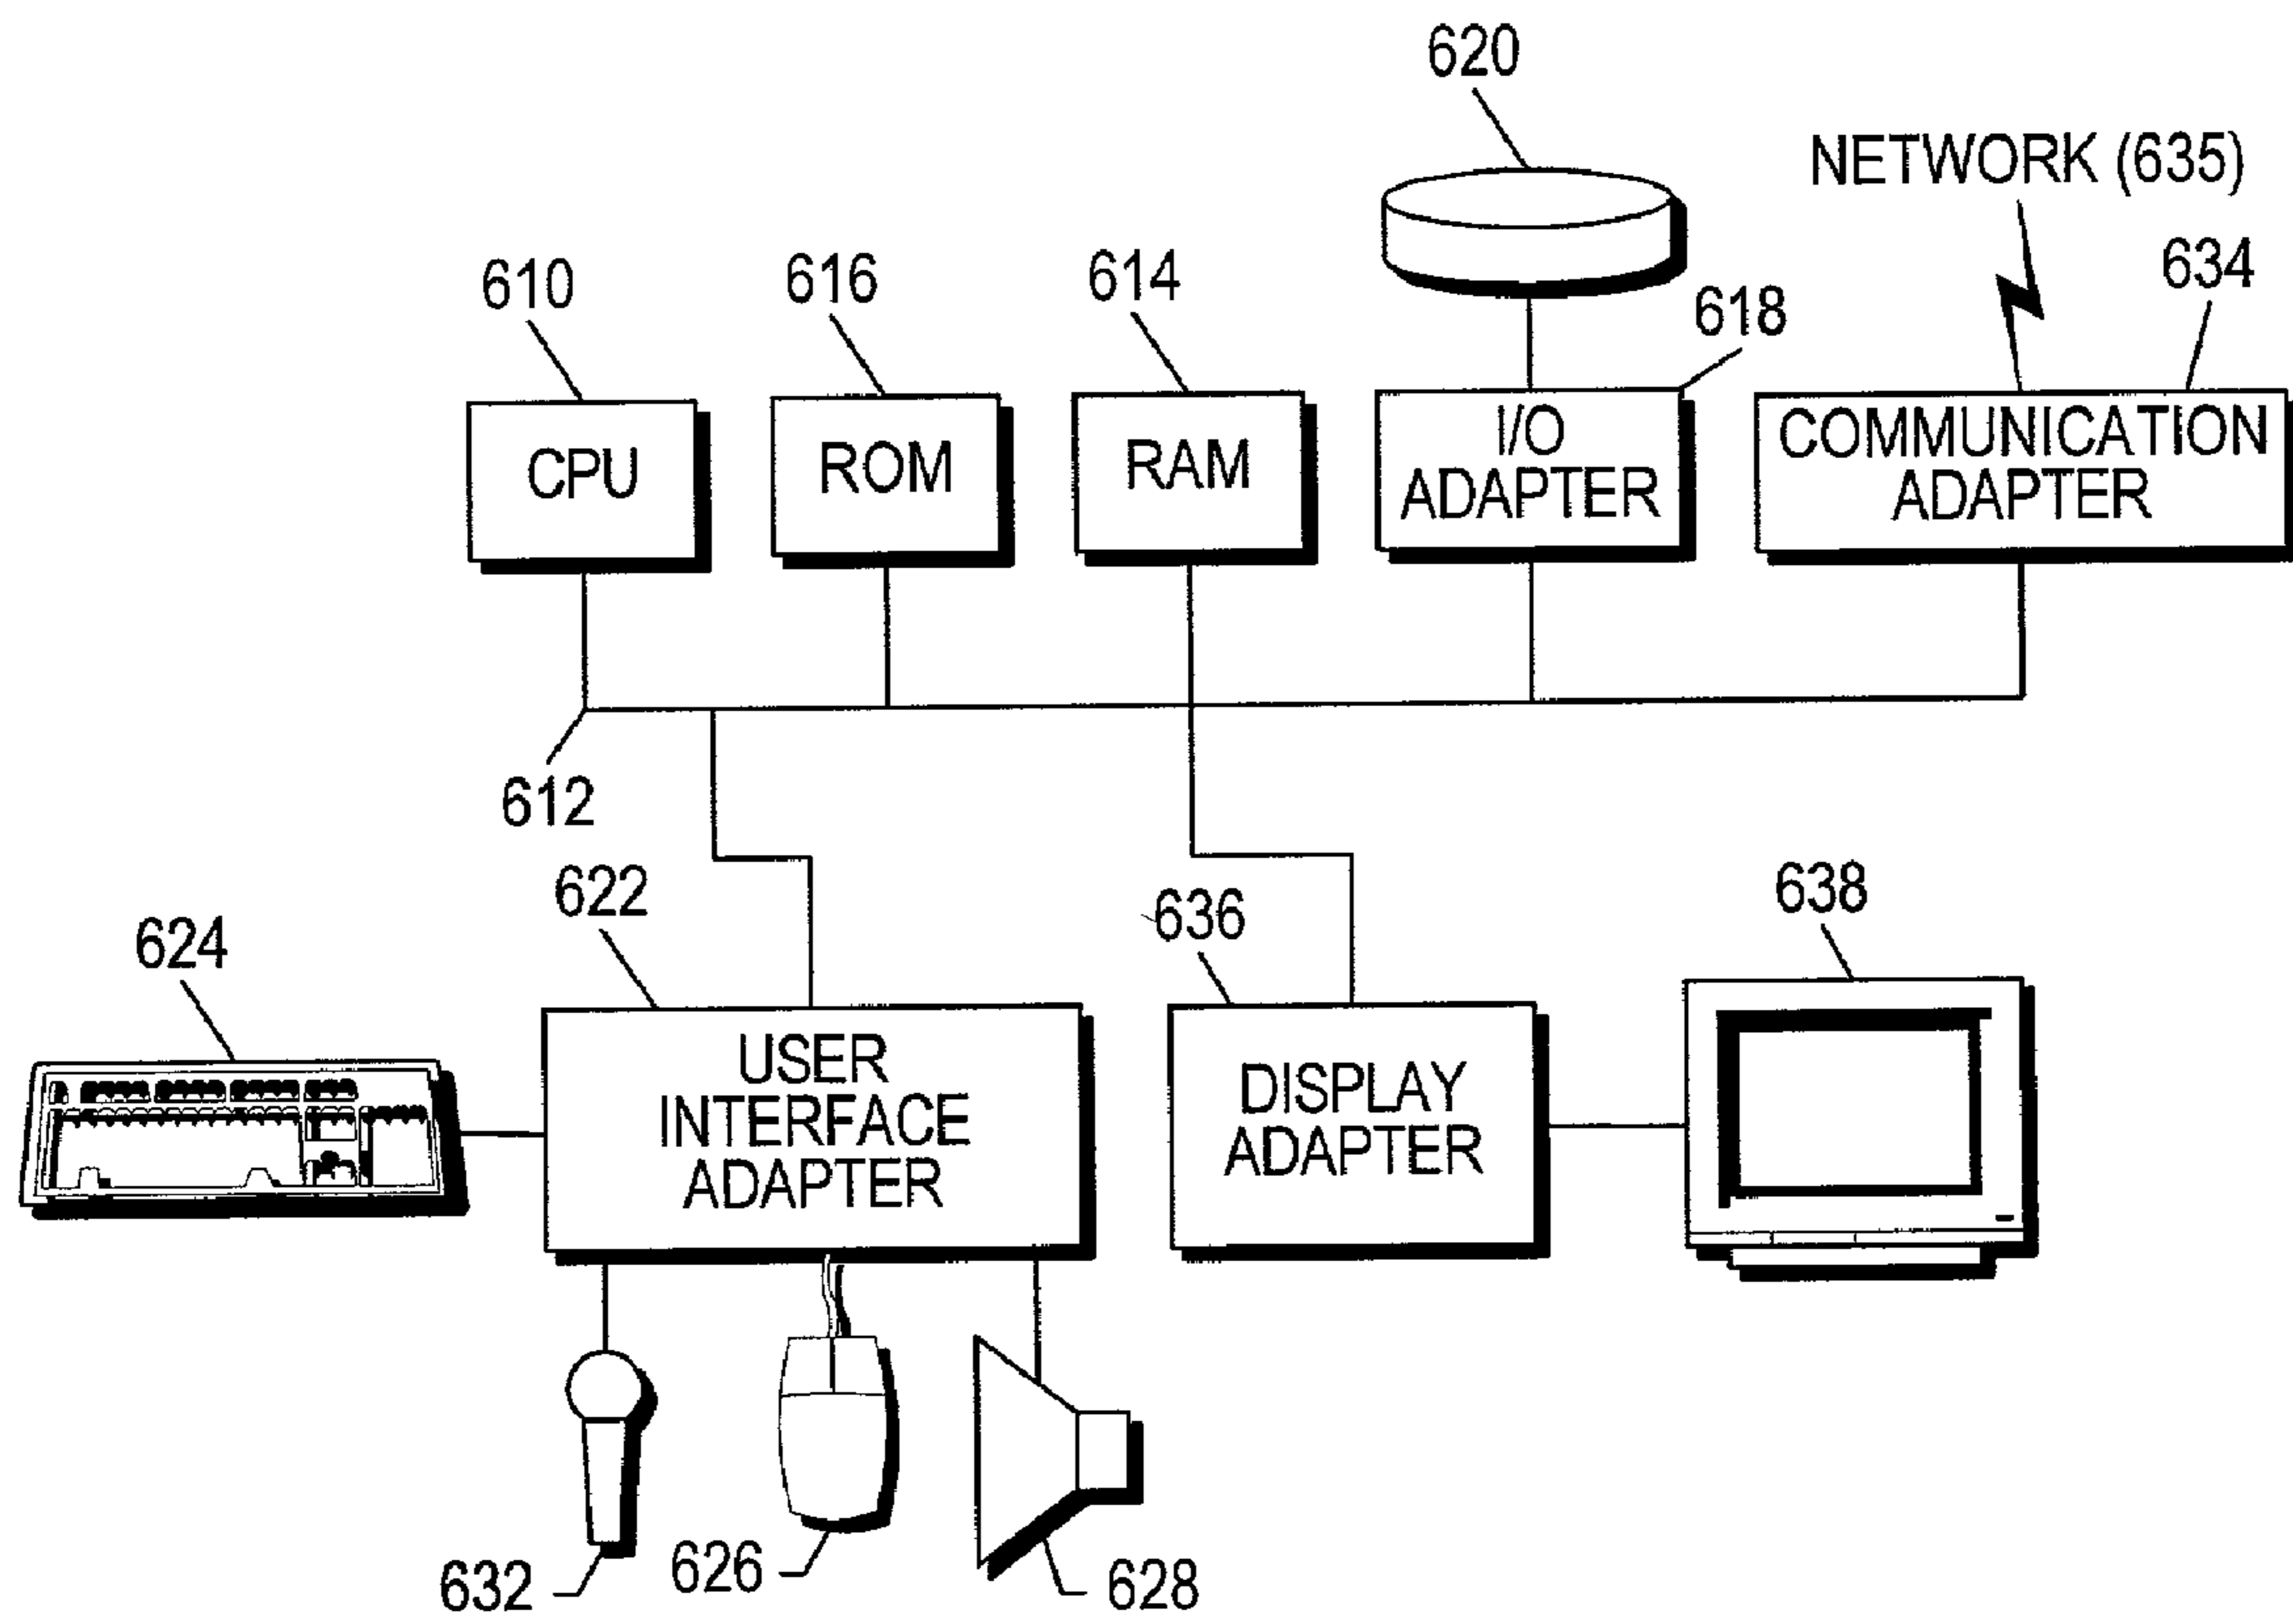 620
NETWORK (635)
610
616
614
618
634
CPU
ROM
RAM
I/O
ADAPTER
COMMUNICATION
ADAPTER
612
622
636
638
624
USER
INTERFACE
ADAPTER
DISPLAY
ADAPTER
632
626
628